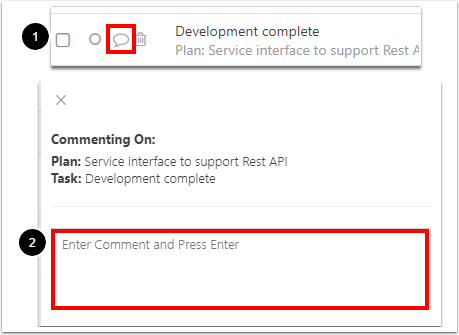 1
Development complete
Plan: Service interface to support Rest A
Commenting On:
Plan: Service interface to support Rest API
Task: Development complete
2
Enter Comment and Press Enter